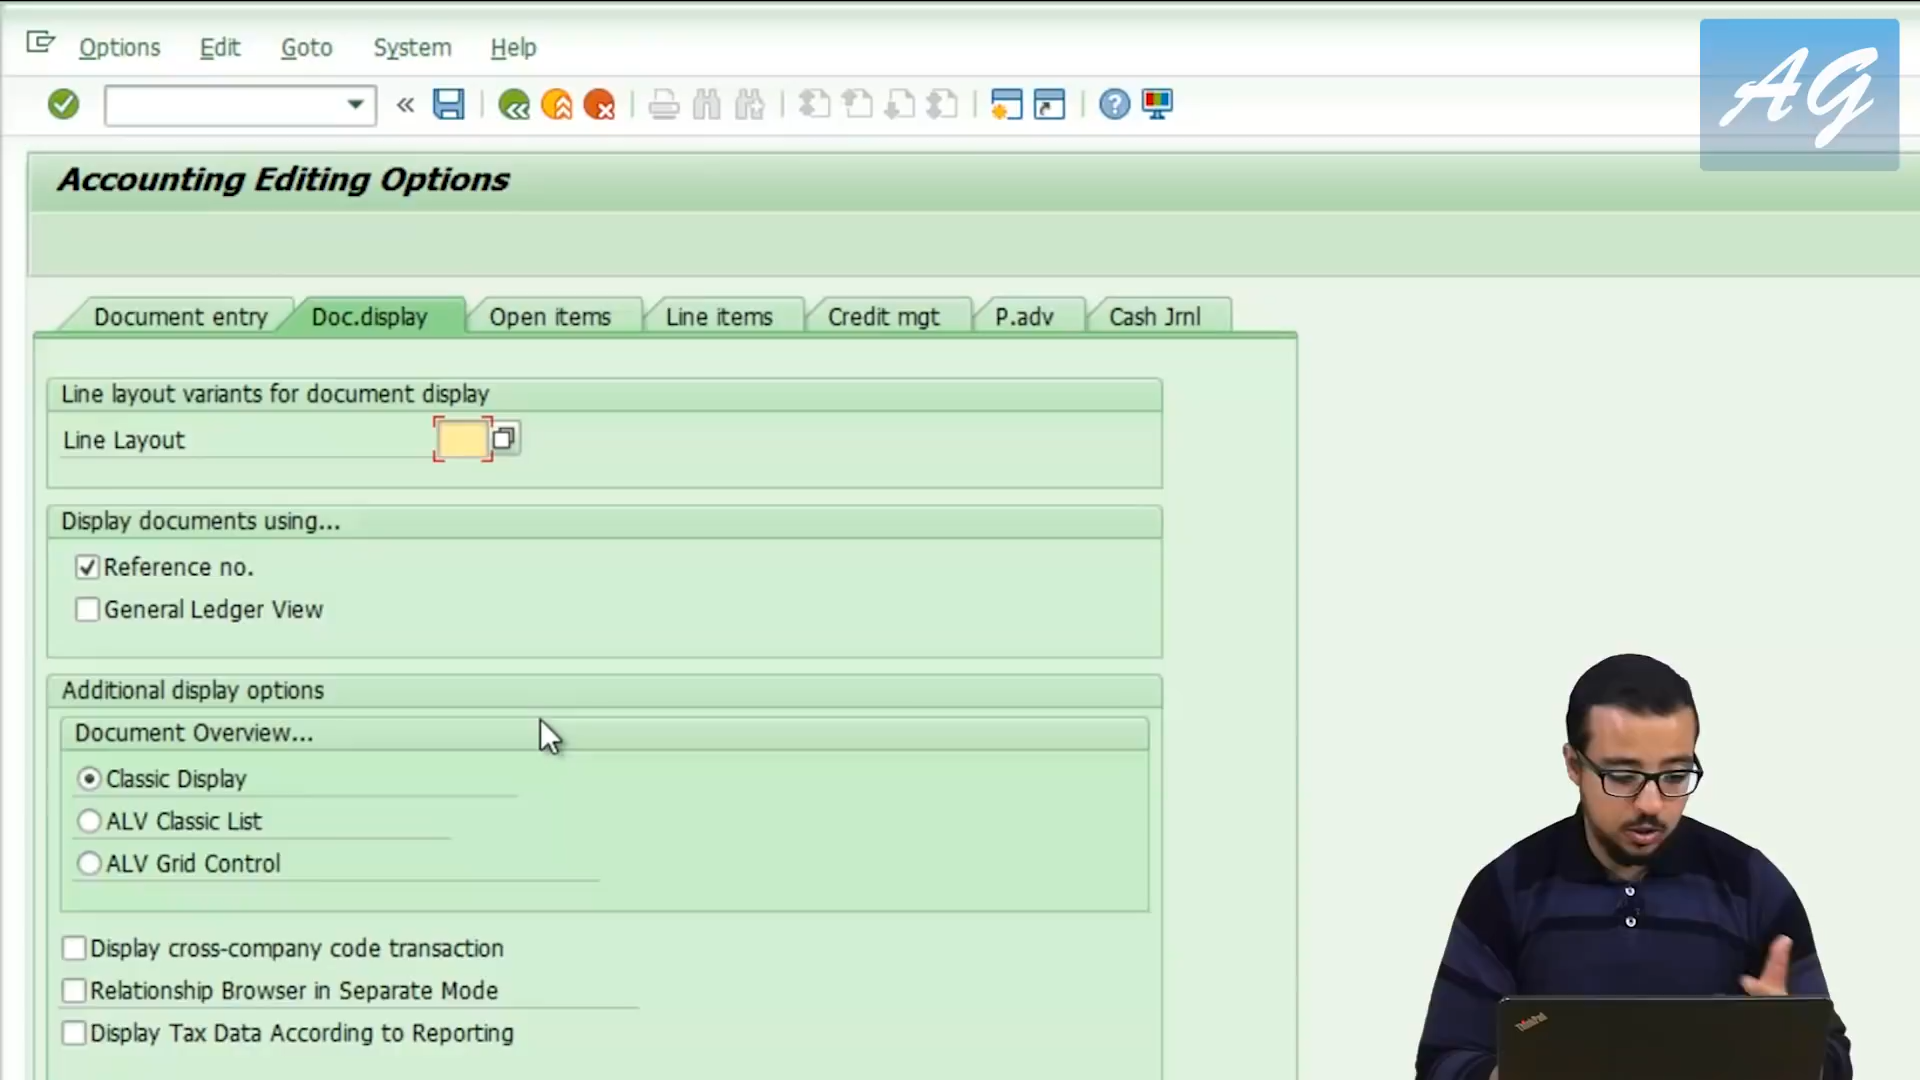 Options Edit Goto System Help
AG
Accounting Editing Options
Document entry Doc.display Open items Line items Credit mgt P.adv Cash Jrnl
Line layout variants for document display
Line Layout
Display documents using...
Reference no.
General Ledger View
Additional display options
Document Overview...
Classic Display
ALV Classic List
ALV Grid Control
Display cross-company code transaction
Relationship Browser in Separate Mode
Display Tax Data According to Reporting
ThinkPad